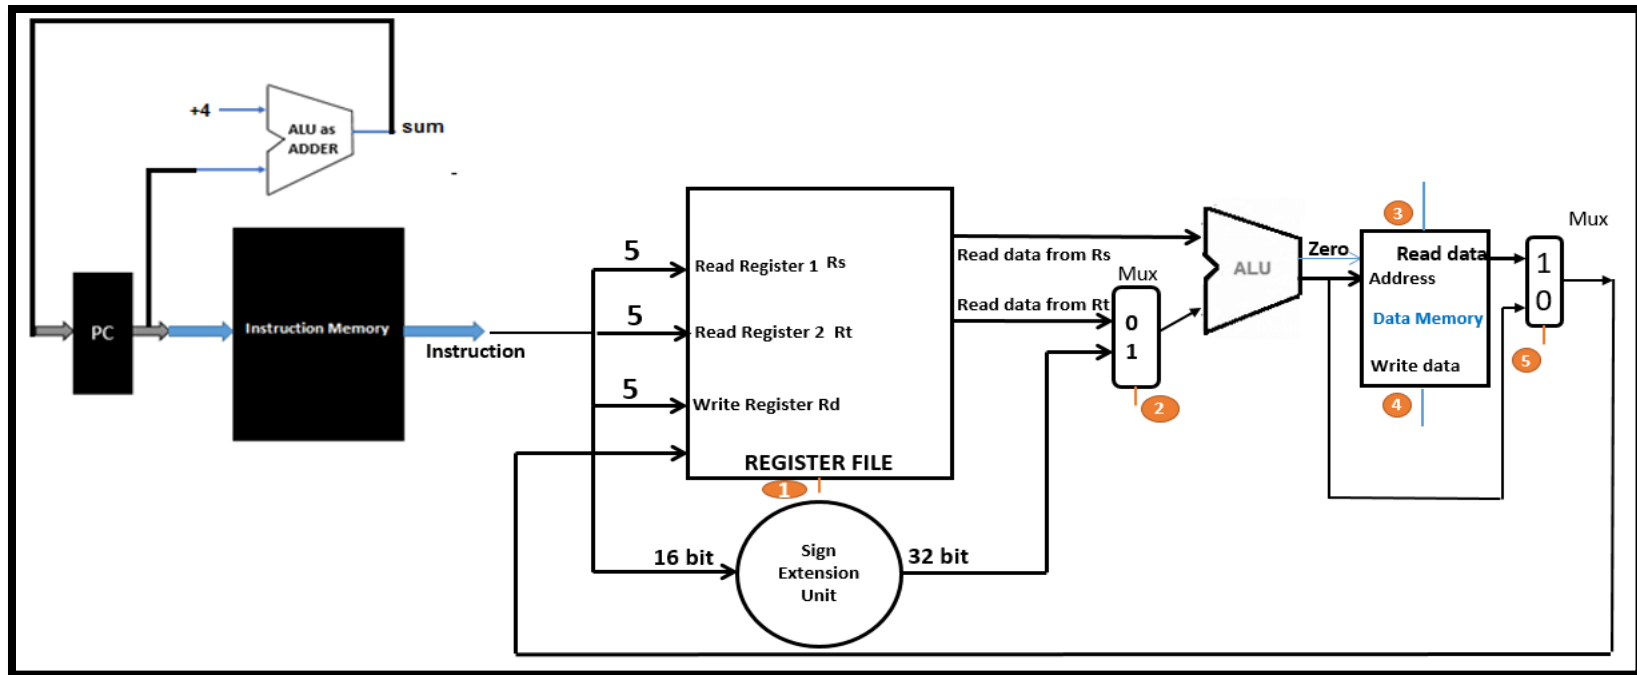 +4
ALU as
ADDER
sum
-
PC
Instruction Memory
Instruction
5
Read Register 1 Rs
5
Read Register 2 Rt
5
Write Register Rd
REGISTER FILE
1
16 bit
Sign
Extension
Unit
32 bit
Read data from Rs
Read data from Rt
Mux
0
1
2
ALU
Zero
3
Read data
Address
Data Memory
Write data
4
Mux
1
0
5